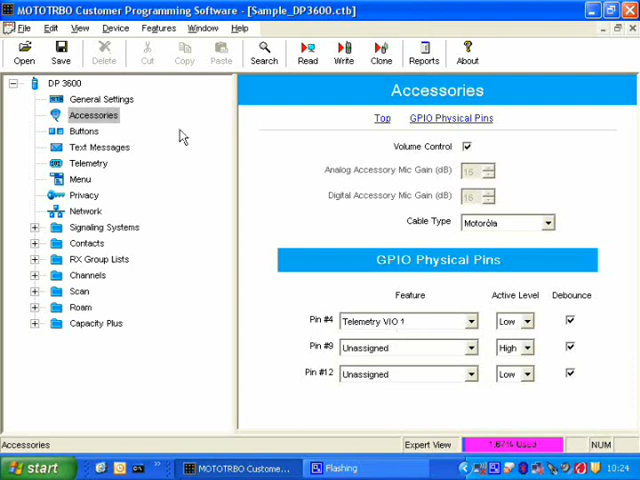 MOTOTRBO Customer Programming Software - [Sample_DP3600.ctb]
File Edit View Device Features Window Help
Open Save Delete Cut Copy Paste Search Read Write Clone Reports About
DP 3600
General Settings
Accessories
Buttons
Text Messages
Telemetry
Menu
Privacy
Network
Signaling Systems
Contacts
RX Group Lists
Channels
Scan
Roam
Capacity Plus
Accessories
Top GPIO Physical Pins
Volume Control
Analog Accessory Mic Gain (dB) 16
Digital Accessory Mic Gain (dB) 16
Cable Type Motorola
GPIO Physical Pins
Feature Active Level Debounce
Pin #4 Telemetry VIO 1 Low
Pin #9 Unassigned High
Pin #12 Unassigned Low
Accessories Expert View 1.67% Used NUM
start MOTOTRBO Custome... Flashing 10:24